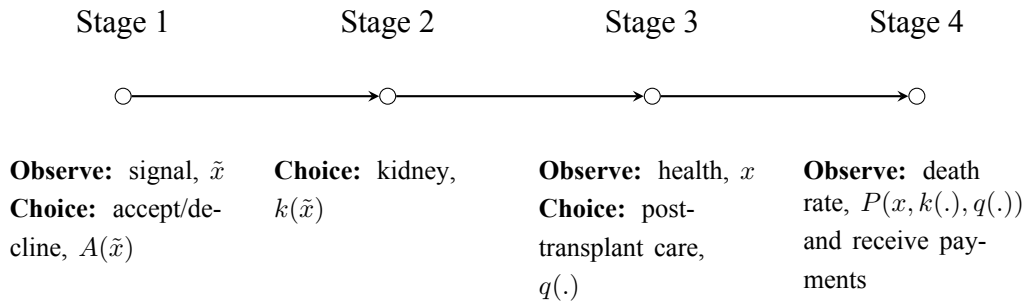 Stage 1
Stage 2
Stage 3
Stage 4
Observe: signal, x̃
Choice: accept/de-
cline, A(x̃)
Choice: kidney,
k(x̃)
Observe: health, x
Choice: post-
transplant care,
q(.)
Observe: death
rate, P(x, k(.), q(.))
and receive pay-
ments